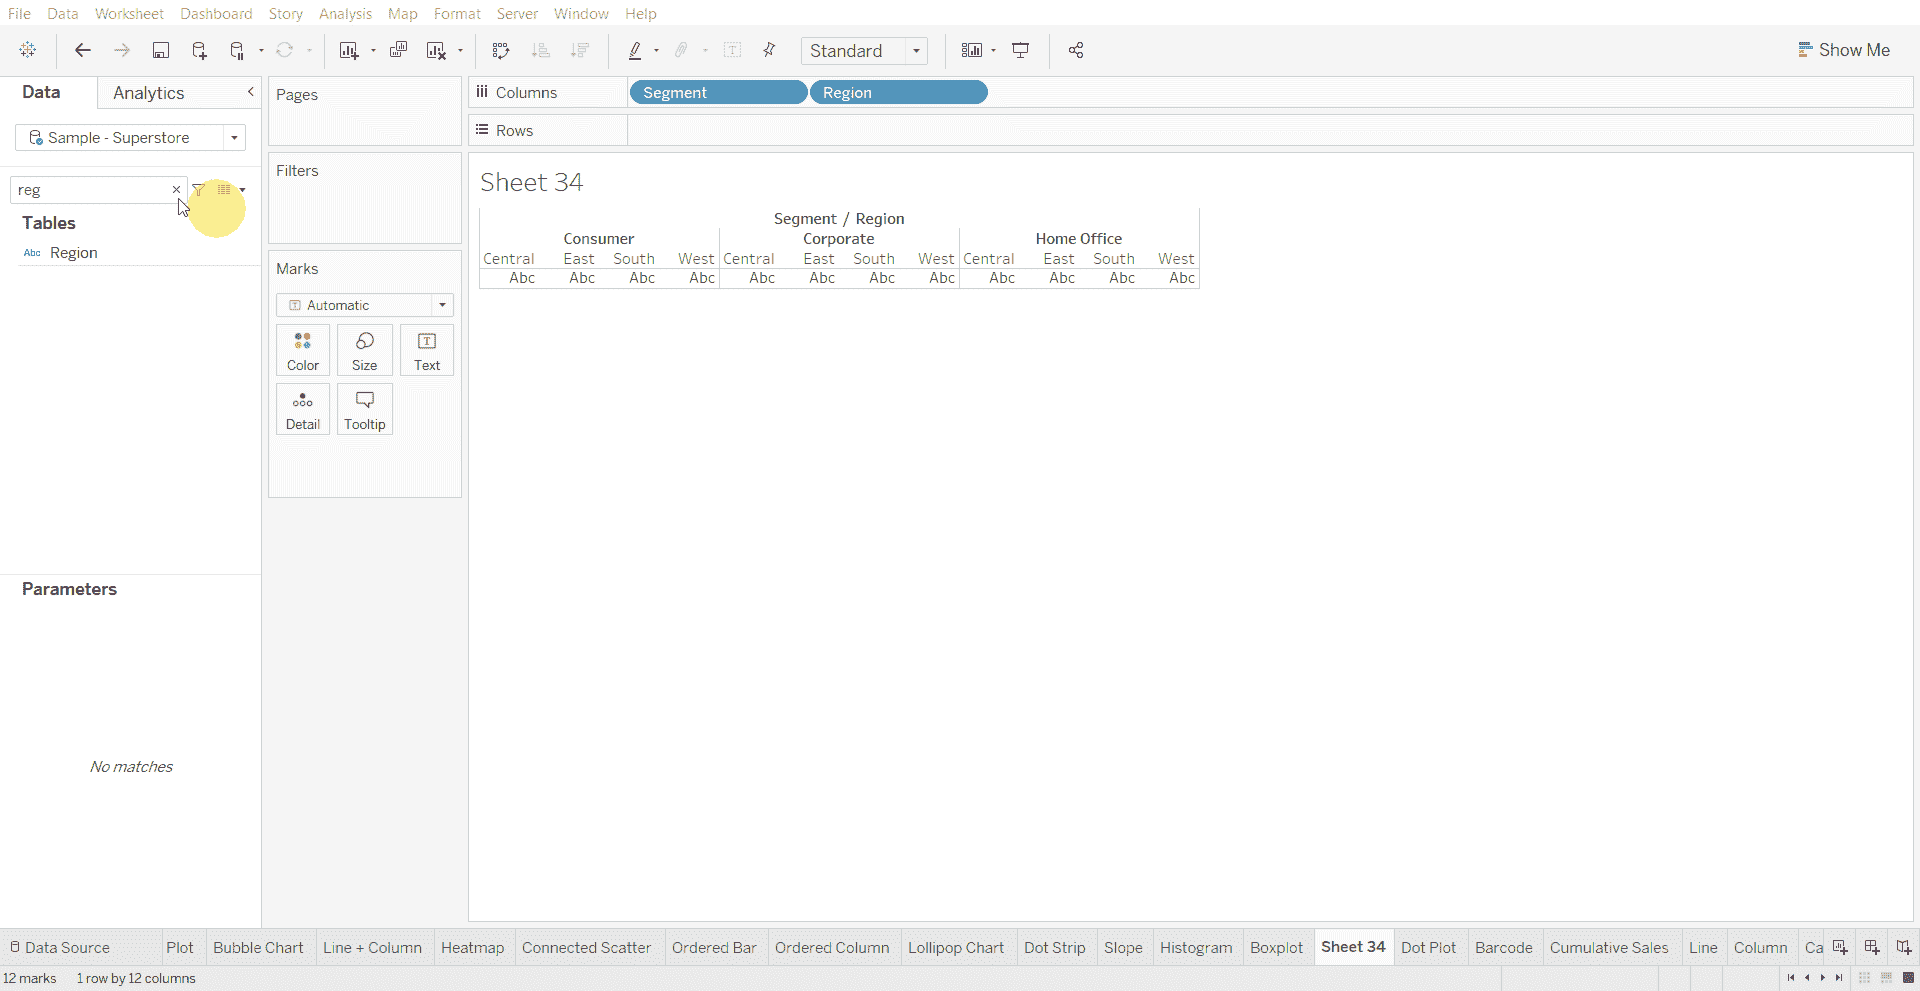 File Data Worksheet Dashboard Story Analysis Map Format Server Window Help
Standard
Show Me
Data Analytics
Pages
Columns Segment Region
Rows
Sample - Superstore
Filters
reg
Sheet 34
Tables
Abc Region
Segment / Region
Consumer Corporate Home Office
Central East South West Central East South West Central East South West
Abc Abc Abc Abc Abc Abc Abc Abc Abc Abc Abc Abc
Marks
Automatic
Color Size Text
Detail Tooltip
Parameters
No matches
Data Source Plot Bubble Chart Line + Column Heatmap Connected Scatter Ordered Bar Ordered Column Lollipop Chart Dot Strip Slope Histogram Boxplot Sheet 34 Dot Plot Barcode Cumulative Sales Line Column Ca
12 marks 1 row by 12 columns